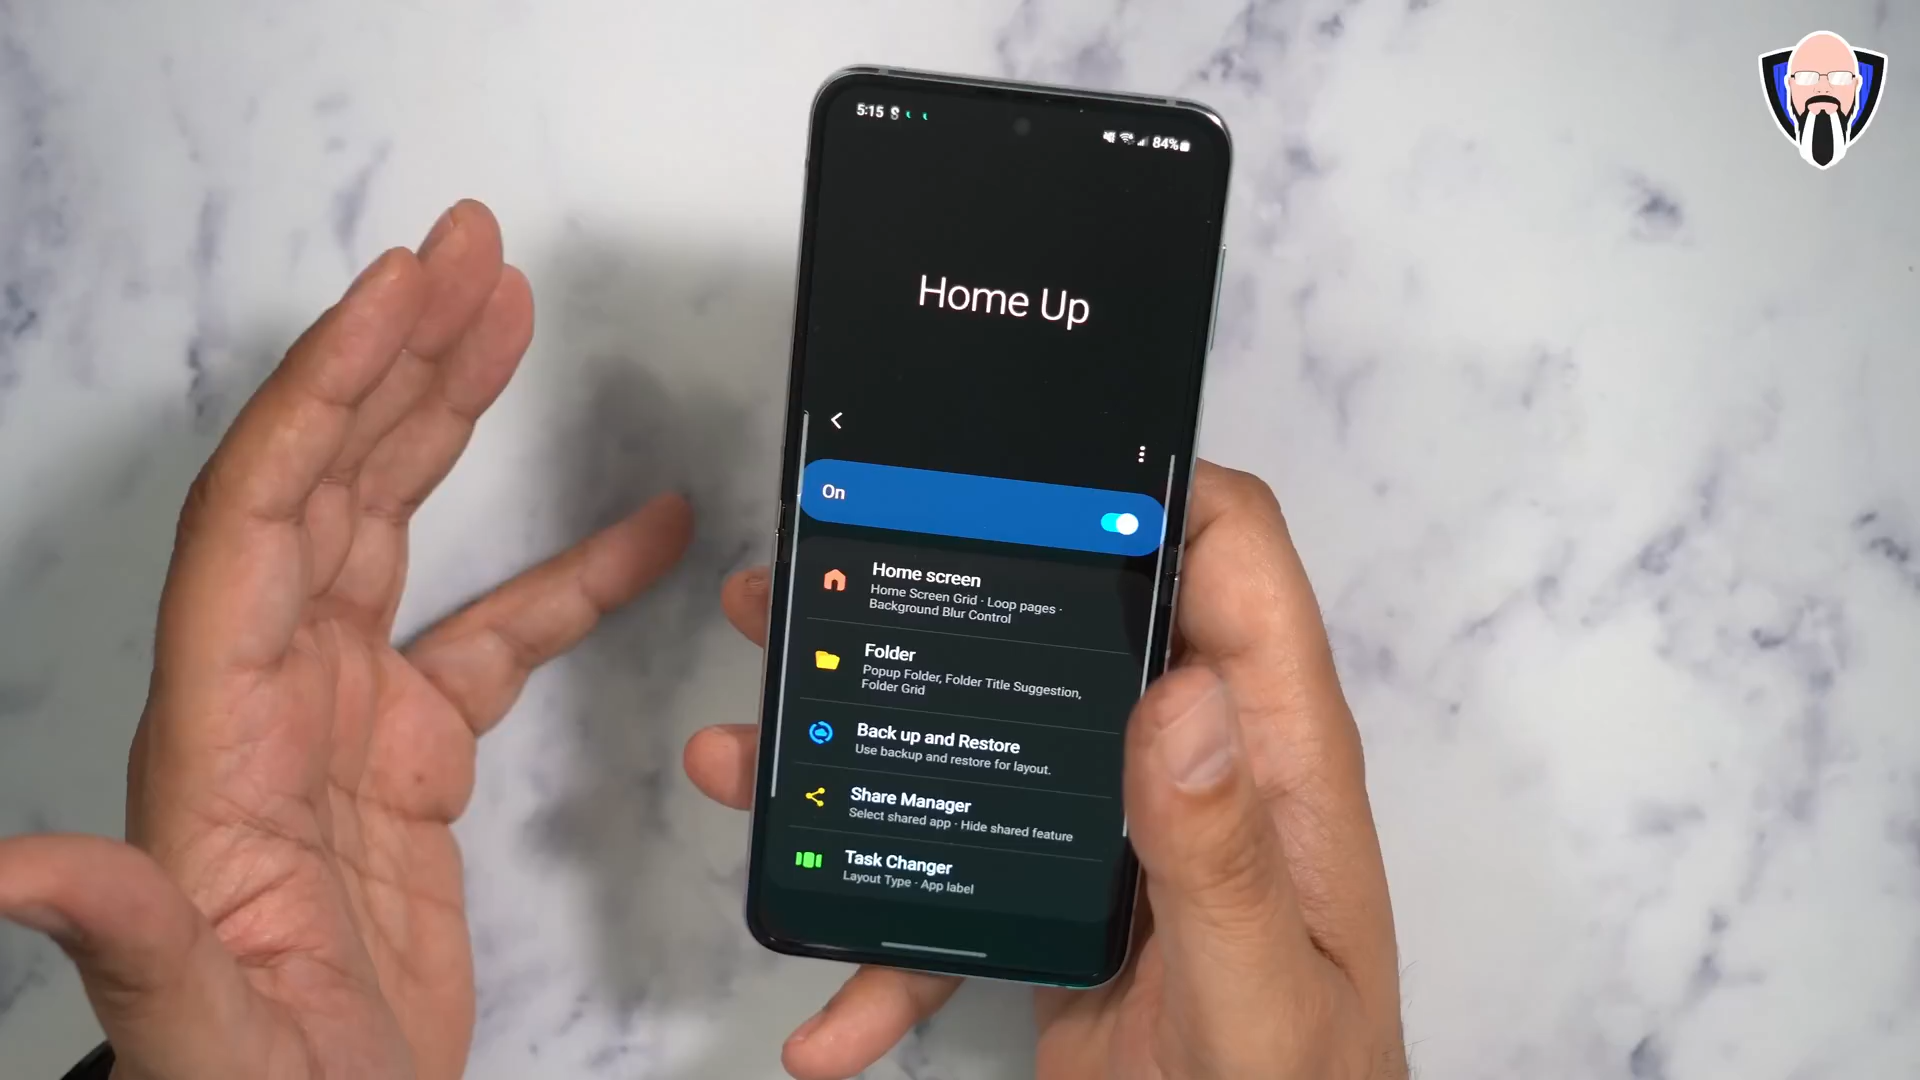 5:15
84%
Home Up
On
Home screen
Home Screen Grid · Loop pages ·
Background Blur Control
Folder
Popup Folder, Folder Title Suggestion,
Folder Grid
Back up and Restore
Use backup and restore for layout.
Share Manager
Select shared app · Hide shared feature
Task Changer
Layout Type · App label